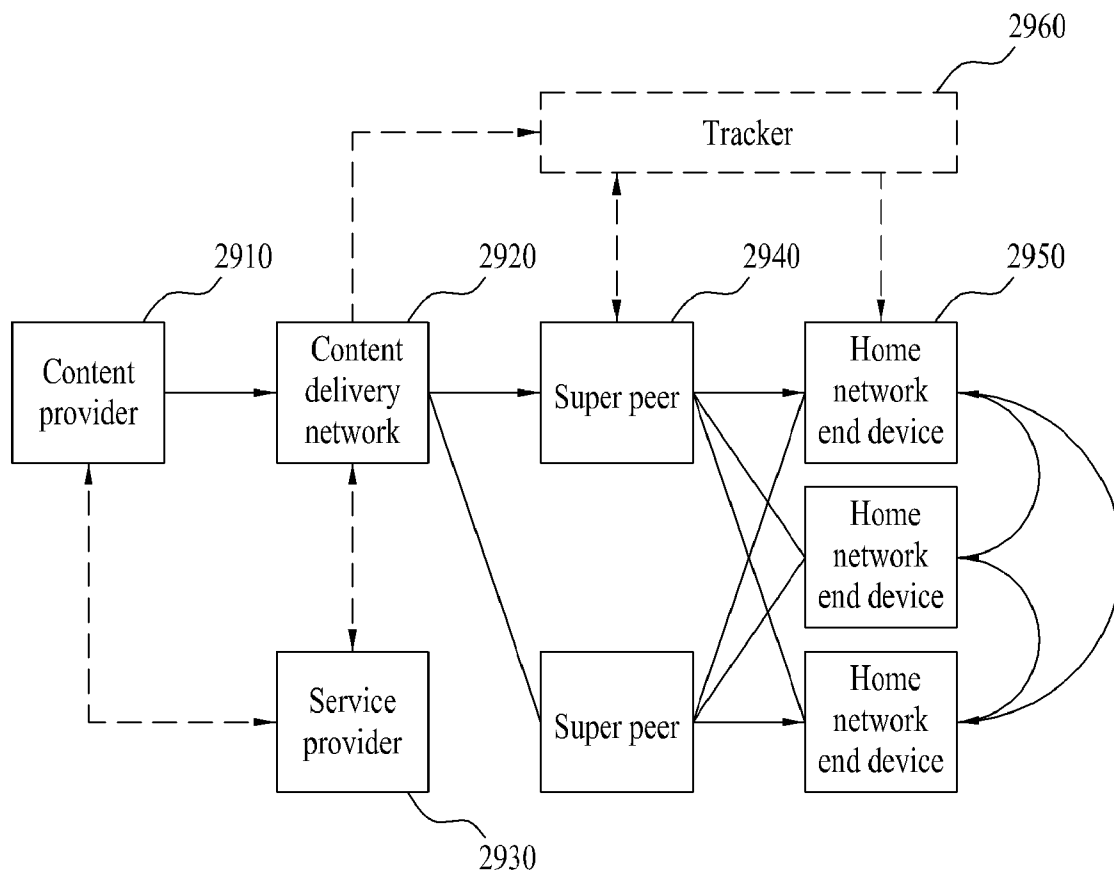 2960
Tracker
2910
2920
2940
2950
Content
provider
Content
delivery
network
Super peer
Home
network
end device
Home
network
end device
Service
provider
Super peer
Home
network
end device
2930